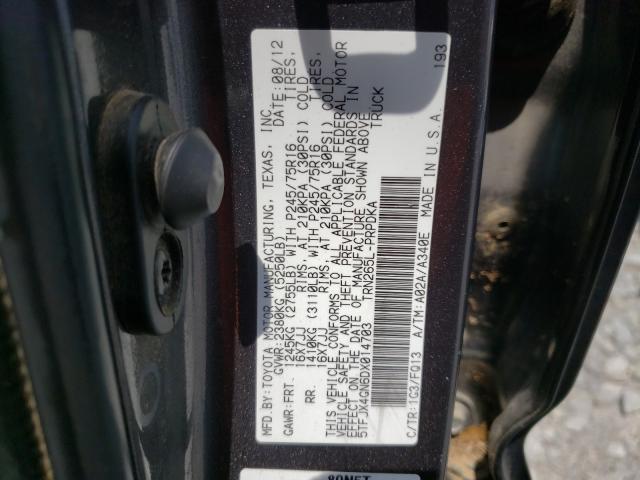 MFD.BY:TOYOTA MOTOR MANUFACTURING, TEXAS, INC. DATE:08/12
GVWR:2380KG (5250LB)
GAWR:FRT. 1245KG (2755LB) WITH P245/75R16 TIRES,
16X7JJ RIMS, AT 210KPA (30PSI) COLD
RR. 1410KG (3110LB) WITH P245/75R16 TIRES,
16X7JJ RIMS, AT 210KPA (30PSI) COLD
THIS VEHICLE CONFORMS TO ALL APPLICABLE FEDERAL MOTOR
VEHICLE SAFETY AND THEFT PREVENTION STANDARDS IN
EFFECT ON THE DATE OF MANUFACTURE SHOWN ABOVE.
5TFJX4GN6DX014703 TRN265L-PRPDKA TRUCK
C/TR:1G3/FQ13 A/TM:A02A/A340E MADE IN U.S.A. 193